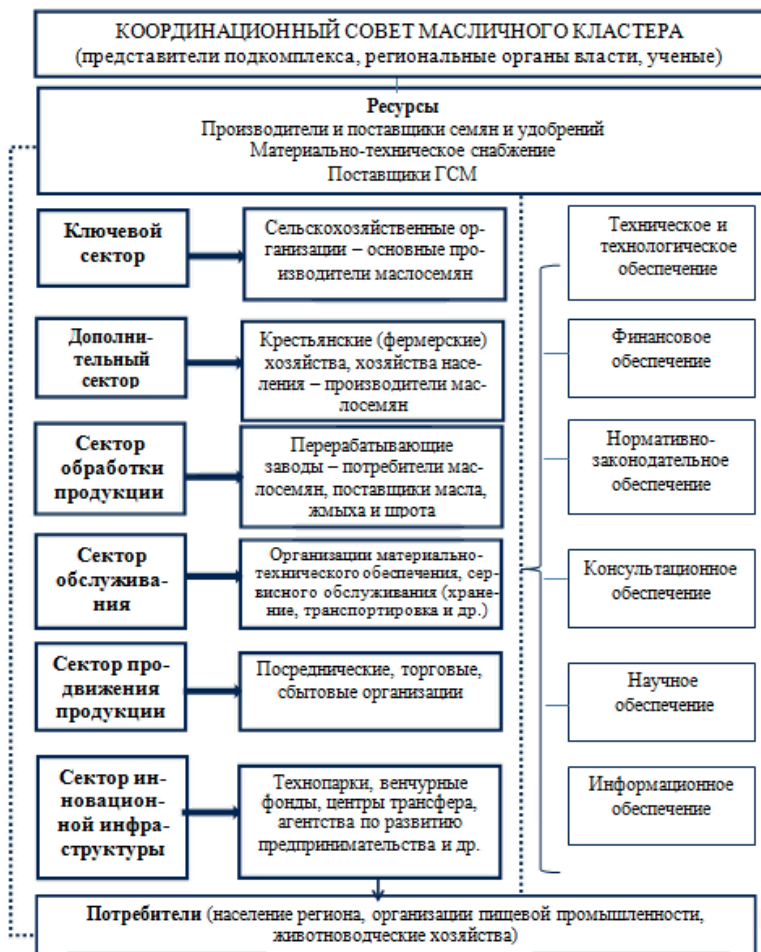 КООРДИНАЦИОННЫЙ СОВЕТ МАСЛИЧНОГО КЛАСТЕРА
(представители подкомплекса, региональные органы власти, ученые)
Ресурсы
Производители и поставщики семян и удобрений
Материально-техническое снабжение
Поставщики ГСМ
Ключевой
сектор
Сельскохозяйственные ор-
ганизации – основные про-
изводители маслосемян
Дополни-
тельный
сектор
Крестьянские (фермерские)
хозяйства, хозяйства насе-
ления – производители мас-
лосемян
Сектор
обработки
продукции
Перерабатывающие
заводы – потребители мас-
лосемян, поставщики масла,
жмыха и шрота
Сектор
обслужива-
ния
Организации материально-
технического обеспечения, сер-
висного обслуживания (хране-
ние, транспортировка и др.)
Сектор про-
движения
продукции
Посреднические, торговые,
сбытовые организации
Сектор ин-
новацион-
ной инфра-
структуры
Технопарки, венчурные
фонды, центры трансфера,
агентства по развитию
предпринимательства и др.
Техническое и
технологическое
обеспечение
Финансовое
обеспечение
Нормативно-
законодательное
обеспечение
Консультационное
обеспечение
Научное
обеспечение
Информационное
обеспечение
Потребители (население региона, организации пищевой промышленности,
животноводческие хозяйства)